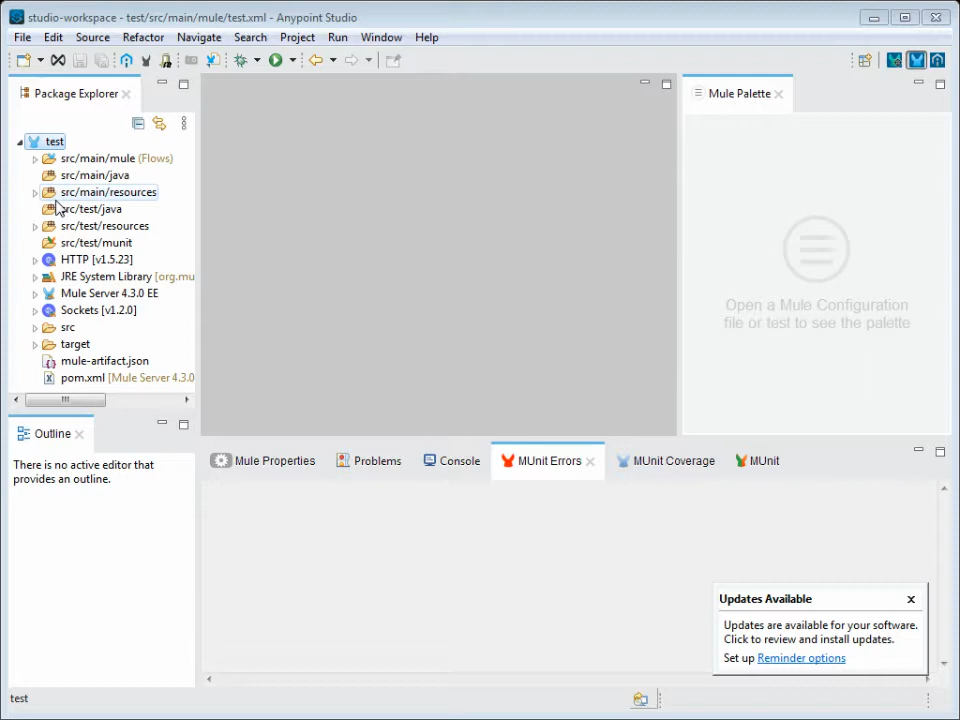 studio-workspace - test/src/main/mule/test.xml - Anypoint Studio
File Edit Source Refactor Navigate Search Project Run Window Help
Package Explorer
test
src/main/mule (Flows)
src/main/java
src/main/resources
src/test/java
src/test/resources
src/test/munit
HTTP [v1.5.23]
JRE System Library [org.mu
Mule Server 4.3.0 EE
Sockets [v1.2.0]
src
target
mule-artifact.json
pom.xml [Mule Server 4.3.0
Mule Palette
Open a Mule Configuration
file or test to see the palette
Outline
There is no active editor that
provides an outline.
Mule Properties Problems Console MUnit Errors MUnit Coverage MUnit
Updates Available
Updates are available for your software.
Click to review and install updates.
Set up Reminder options
test